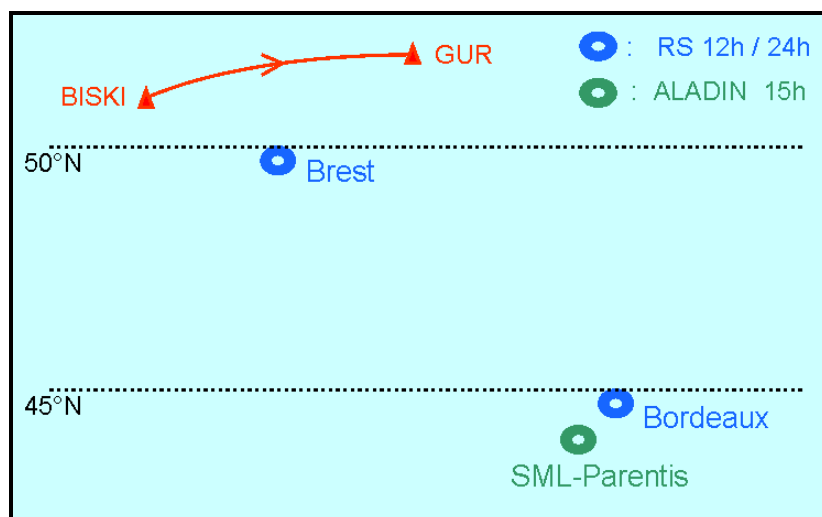 GUR
: RS 12h / 24h
BISKI
: ALADIN 15h
50°N
Brest
45°N
Bordeaux
SML-Parentis